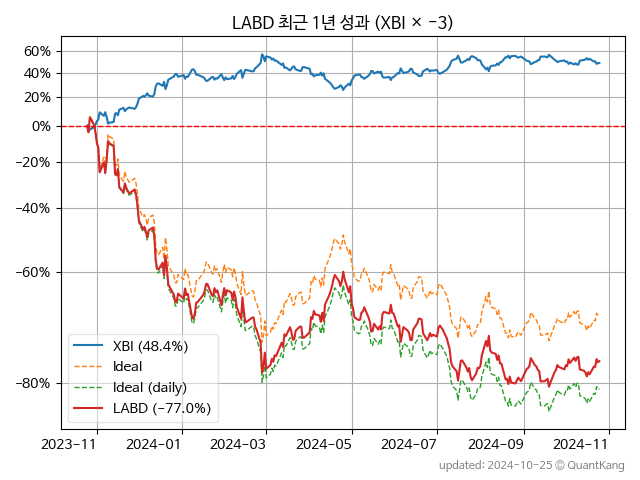 LABD 최근 1년 성과 (XBI × −3)
60%
40%
20%
0%
−20%
−40%
−60%
−80%
XBI (48.4%)
Ideal
Ideal (daily)
LABD (−77.0%)
2023−11
2024−01
2024−03
2024−05
2024−07
2024−09
2024−11
updated: 2024-10-25 © QuantKang